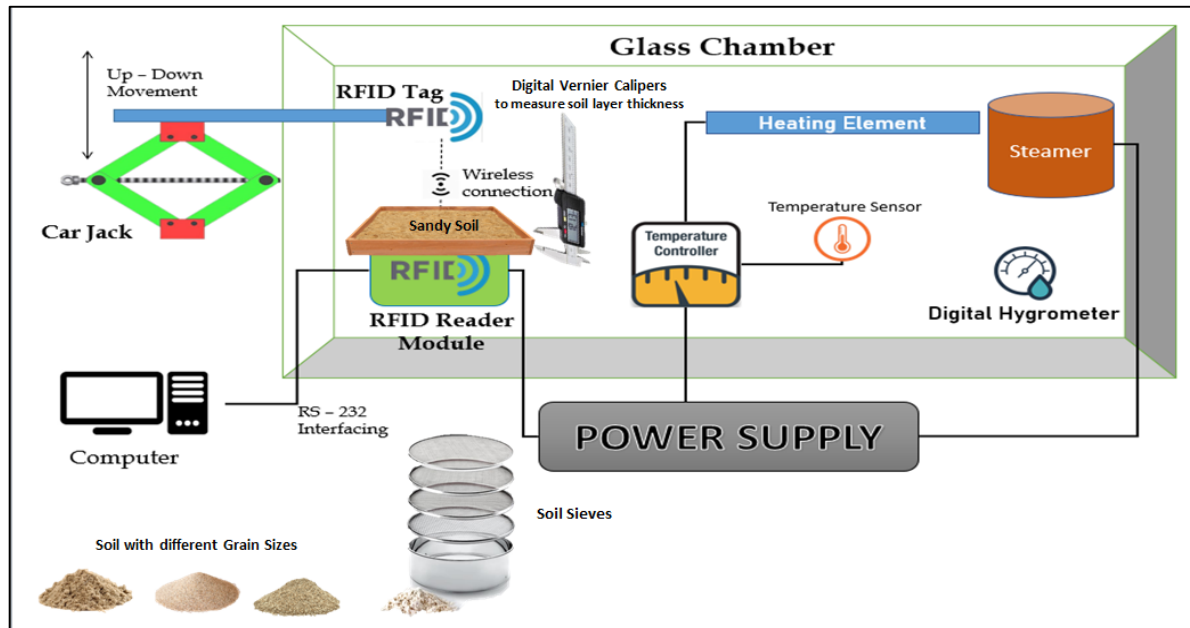 Glass Chamber
Up – Down
Movement
RFID Tag
RFID
Digital Vernier Calipers
to measure soil layer thickness
Heating Element
Steamer
Wireless
connection
Temperature Sensor
Sandy Soil
Car Jack
Temperature
Controller
RFID
Digital Hygrometer
RFID Reader
Module
RS – 232
Interfacing
POWER SUPPLY
Computer
Soil Sieves
Soil with different Grain Sizes